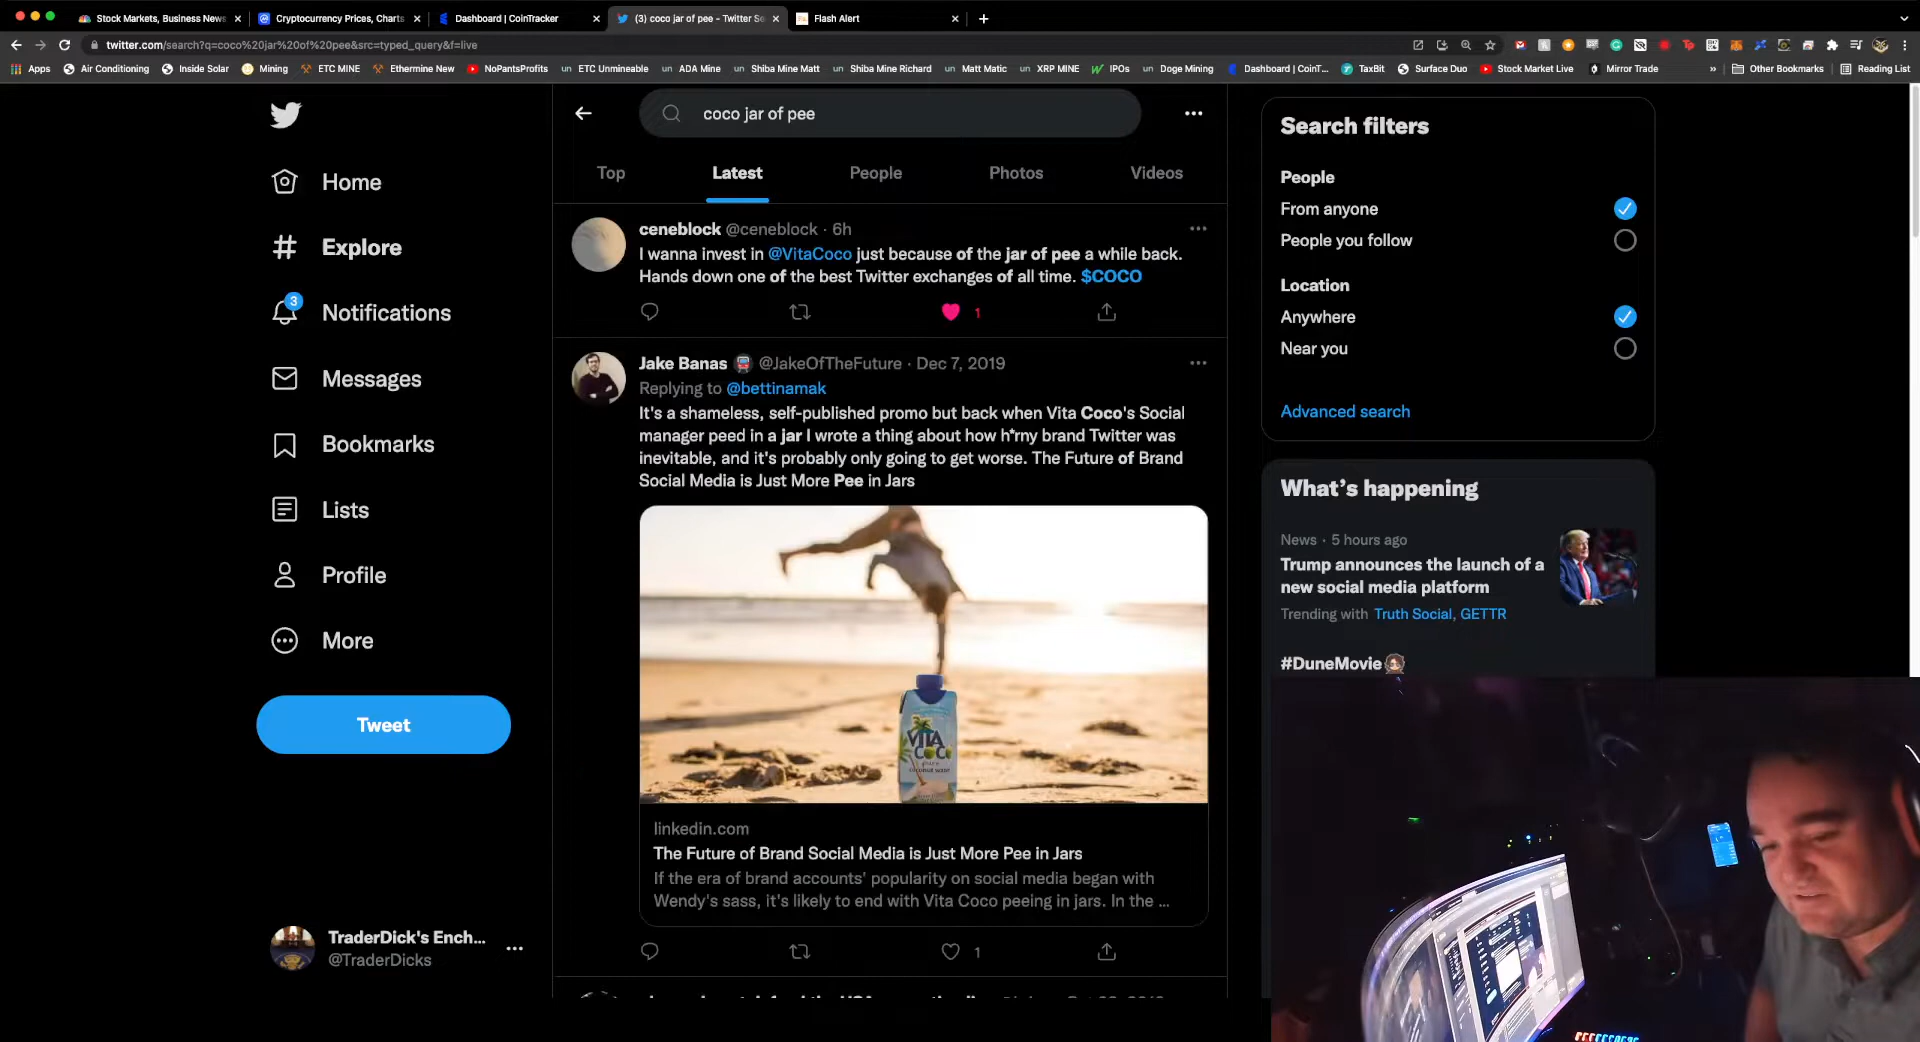 Stock Markets, Business News
Cryptocurrency Prices, Charts
Dashboard | CoinTracker
(3) coco jar of pee - Twitter Se
Flash Alert
twitter.com/search?q=coco%20jar%20of%20pee&src=typed_query&f=live
Apps
Air Conditioning
Inside Solar
Mining
ETC MINE
Ethermine New
NoPantsProfits
un ETC Unmineable
un ADA Mine
un Shiba Mine Matt
un Shiba Mine Richard
un Matt Matic
un XRP MINE
IPOs
un Doge Mining
Dashboard | CoinT...
TaxBit
Surface Duo
Stock Market Live
Mirror Trade
»
Other Bookmarks
Reading List
Home
Explore
3
Notifications
Messages
Bookmarks
Lists
Profile
More
Tweet
TraderDick's Ench...
@TraderDicks
coco jar of pee
Top
Latest
People
Photos
Videos
ceneblock @ceneblock · 6h
I wanna invest in @VitaCoco just because of the jar of pee a while back.
Hands down one of the best Twitter exchanges of all time. $COCO
1
Jake Banas @JakeOfTheFuture · Dec 7, 2019
Replying to @bettinamak
It's a shameless, self-published promo but back when Vita Coco's Social
manager peed in a jar I wrote a thing about how h*rny brand Twitter was
inevitable, and it's probably only going to get worse. The Future of Brand
Social Media is Just More Pee in Jars
VITA
COCO
pure
coconut water
linkedin.com
The Future of Brand Social Media is Just More Pee in Jars
If the era of brand accounts' popularity on social media began with
Wendy's sass, it's likely to end with Vita Coco peeing in jars. In the ...
1
Search filters
People
From anyone
People you follow
Location
Anywhere
Near you
Advanced search
What's happening
News · 5 hours ago
Trump announces the launch of a
new social media platform
Trending with Truth Social, GETTR
#DuneMovie